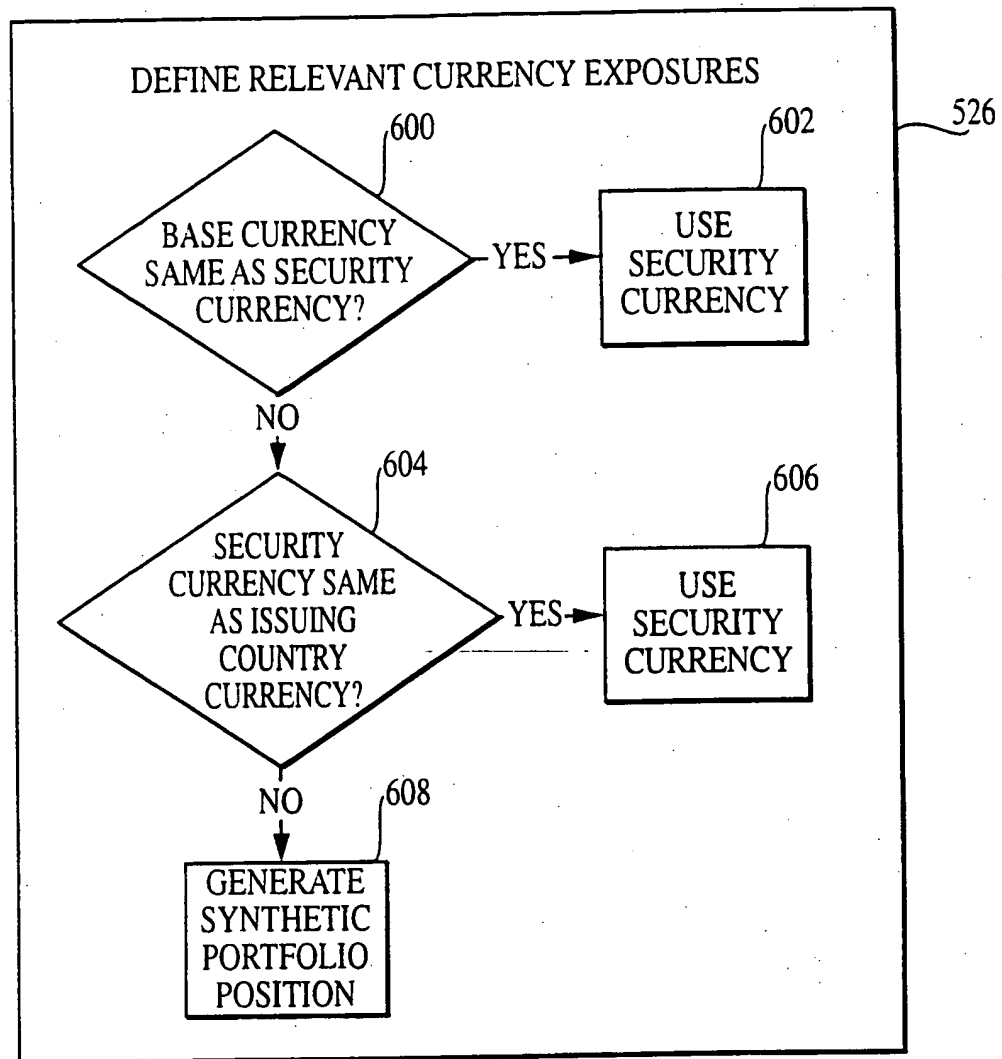 DEFINE RELEVANT CURRENCY EXPOSURES
526
600
602
BASE CURRENCY
SAME AS SECURITY
CURRENCY?
YES
USE
SECURITY
CURRENCY
NO
604
606
SECURITY
CURRENCY SAME
AS ISSUING
COUNTRY
CURRENCY?
YES
USE
SECURITY
CURRENCY
NO
608
GENERATE
SYNTHETIC
PORTFOLIO
POSITION